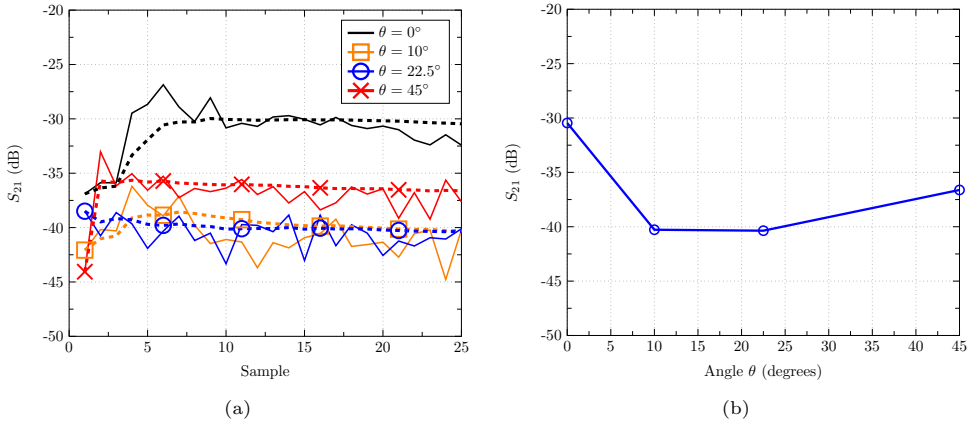 -20
-25
-30
-35
-40
-45
-50
S21 (dB)
0 5 10 15 20 25
Sample
θ = 0°
θ = 10°
θ = 22.5°
θ = 45°
(a)
-20
-25
-30
-35
-40
-45
-50
S21 (dB)
0 5 10 15 20 25 30 35 40 45
Angle θ (degrees)
(b)